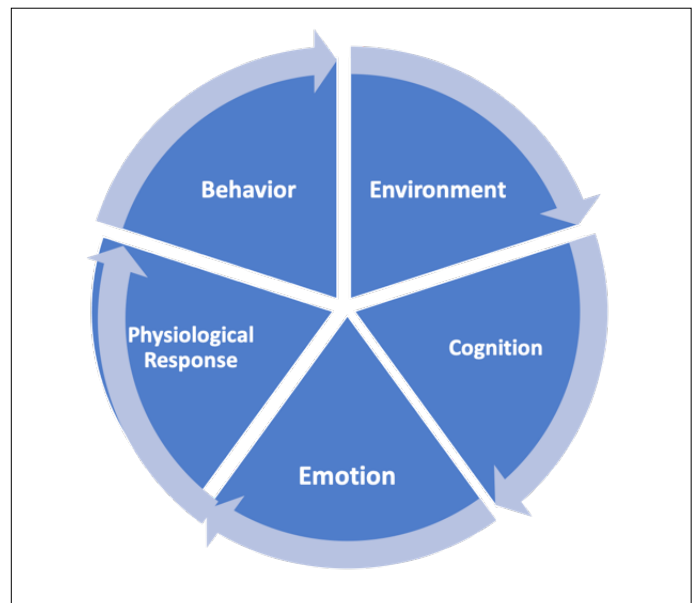 Behavior
Environment
Cognition
Emotion
Physiological
Response